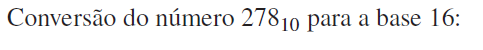 Conversão do número 278₁₀ para a base 16: